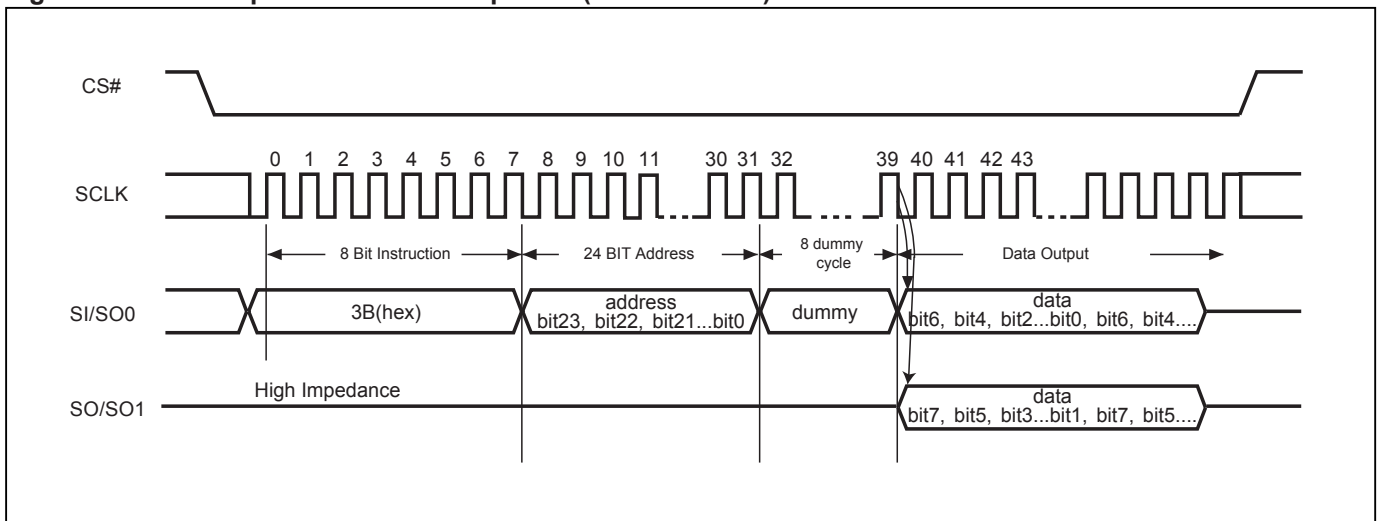 CS#
0 1 2 3 4 5 6 7 8 9 10 11 30 31 32 39 40 41 42 43
SCLK
8 Bit Instruction
24 BIT Address
8 dummy
cycle
Data Output
SI/SO0
3B(hex)
address
bit23, bit22, bit21...bit0
dummy
data
bit6, bit4, bit2...bit0, bit6, bit4....
High Impedance
SO/SO1
data
bit7, bit5, bit3...bit1, bit7, bit5....